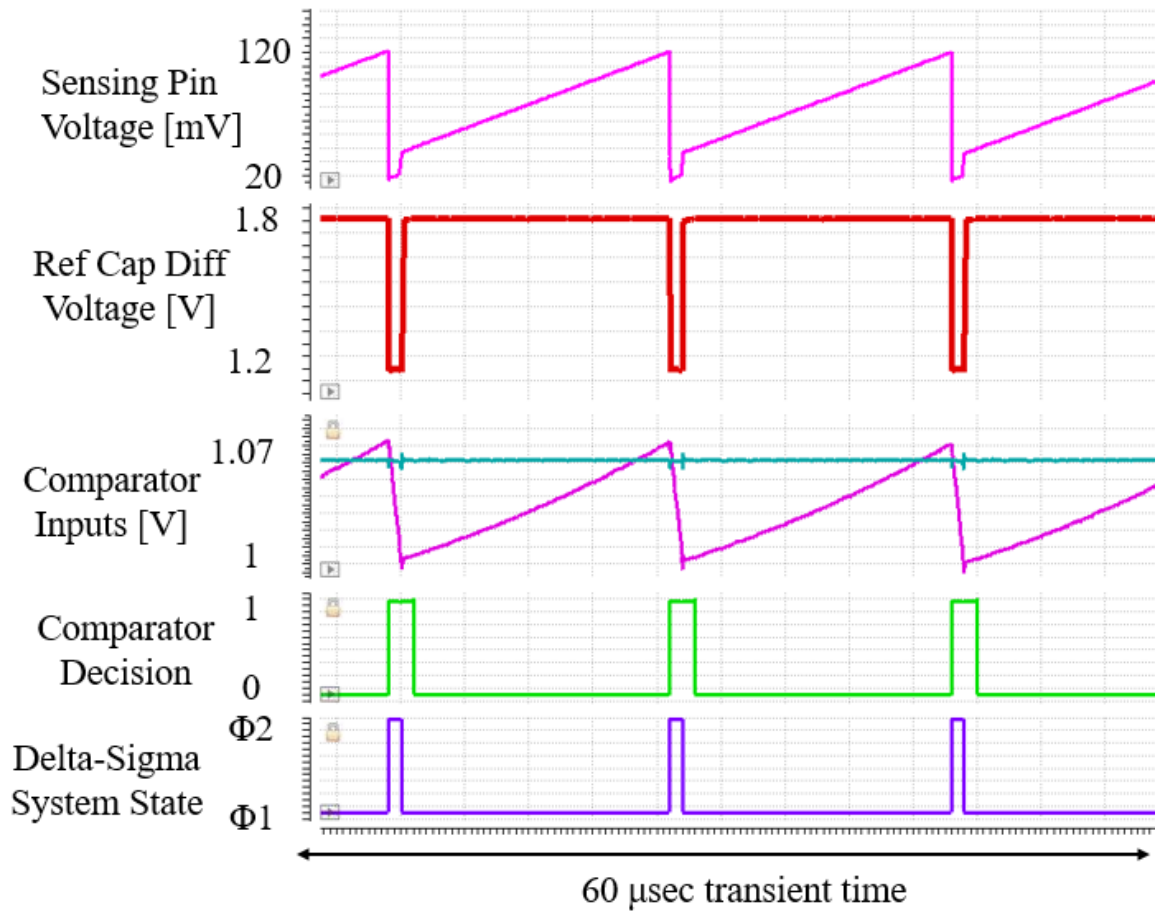 120
Sensing Pin
Voltage [mV]
20
1.8
Ref Cap Diff
Voltage [V]
1.2
1.07
Comparator
Inputs [V]
1
1
Comparator
Decision
0
Φ2
Delta-Sigma
System State
Φ1
60 μsec transient time